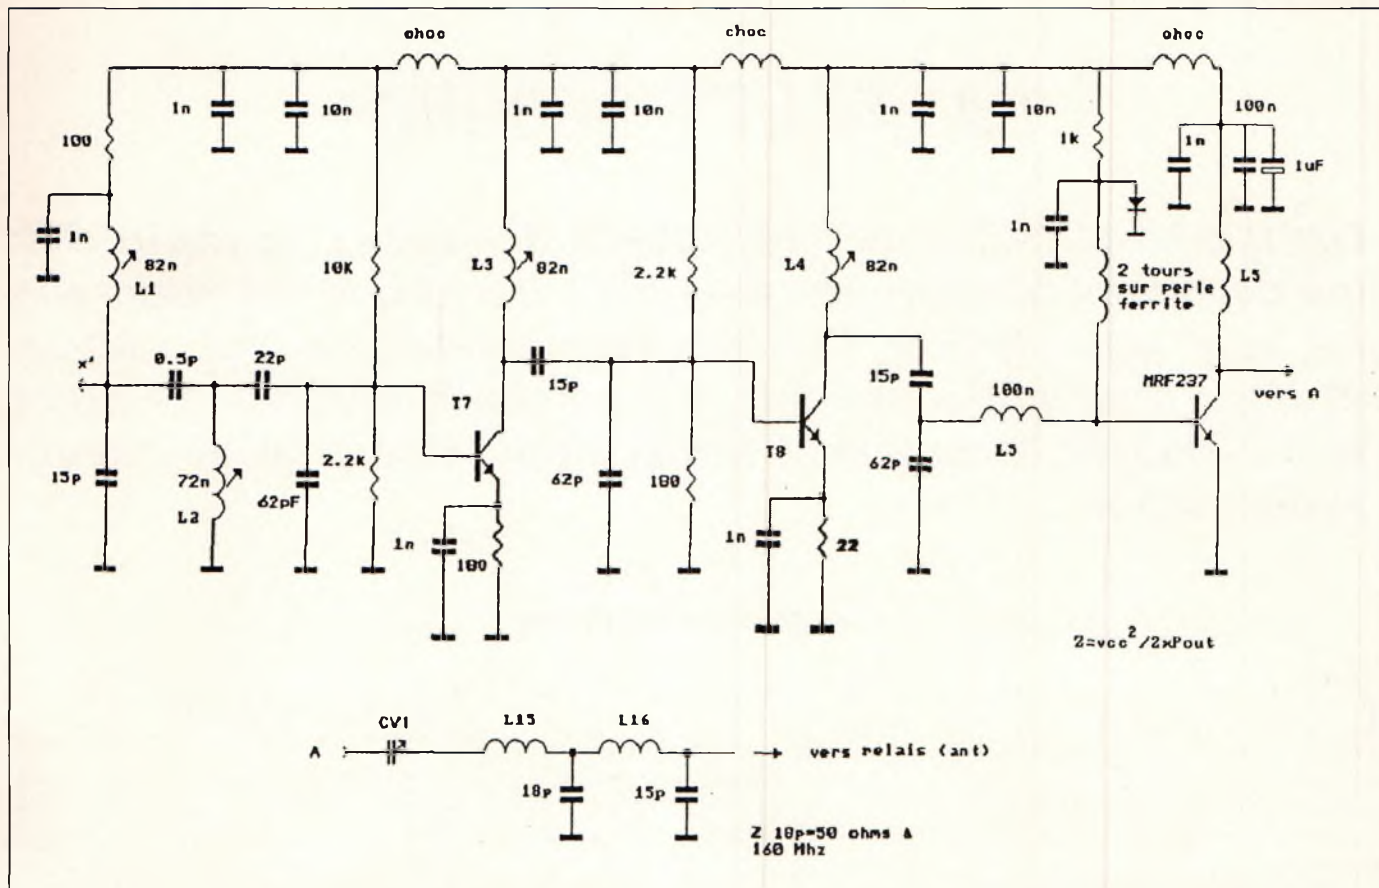 choc
choc
choc
1n
10n
1n
10n
1n
10n
100n
100
1k
1n
1uF
1n
82n
L1
10K
L3
82n
2.2k
L4
82n
1n
2 tours
sur perle
ferrite
L5
x'
0.5p
22p
15p
15p
100n
MRF237
vers A
T7
T8
L5
15p
72n
L2
62pF
2.2K
62p
180
62p
1n
180
1n
22
Z=vcc²/2xPout
A
CV1
L15
L16
vers relais (ant)
18p
15p
Z 18p=50 ohms A
160 Mhz